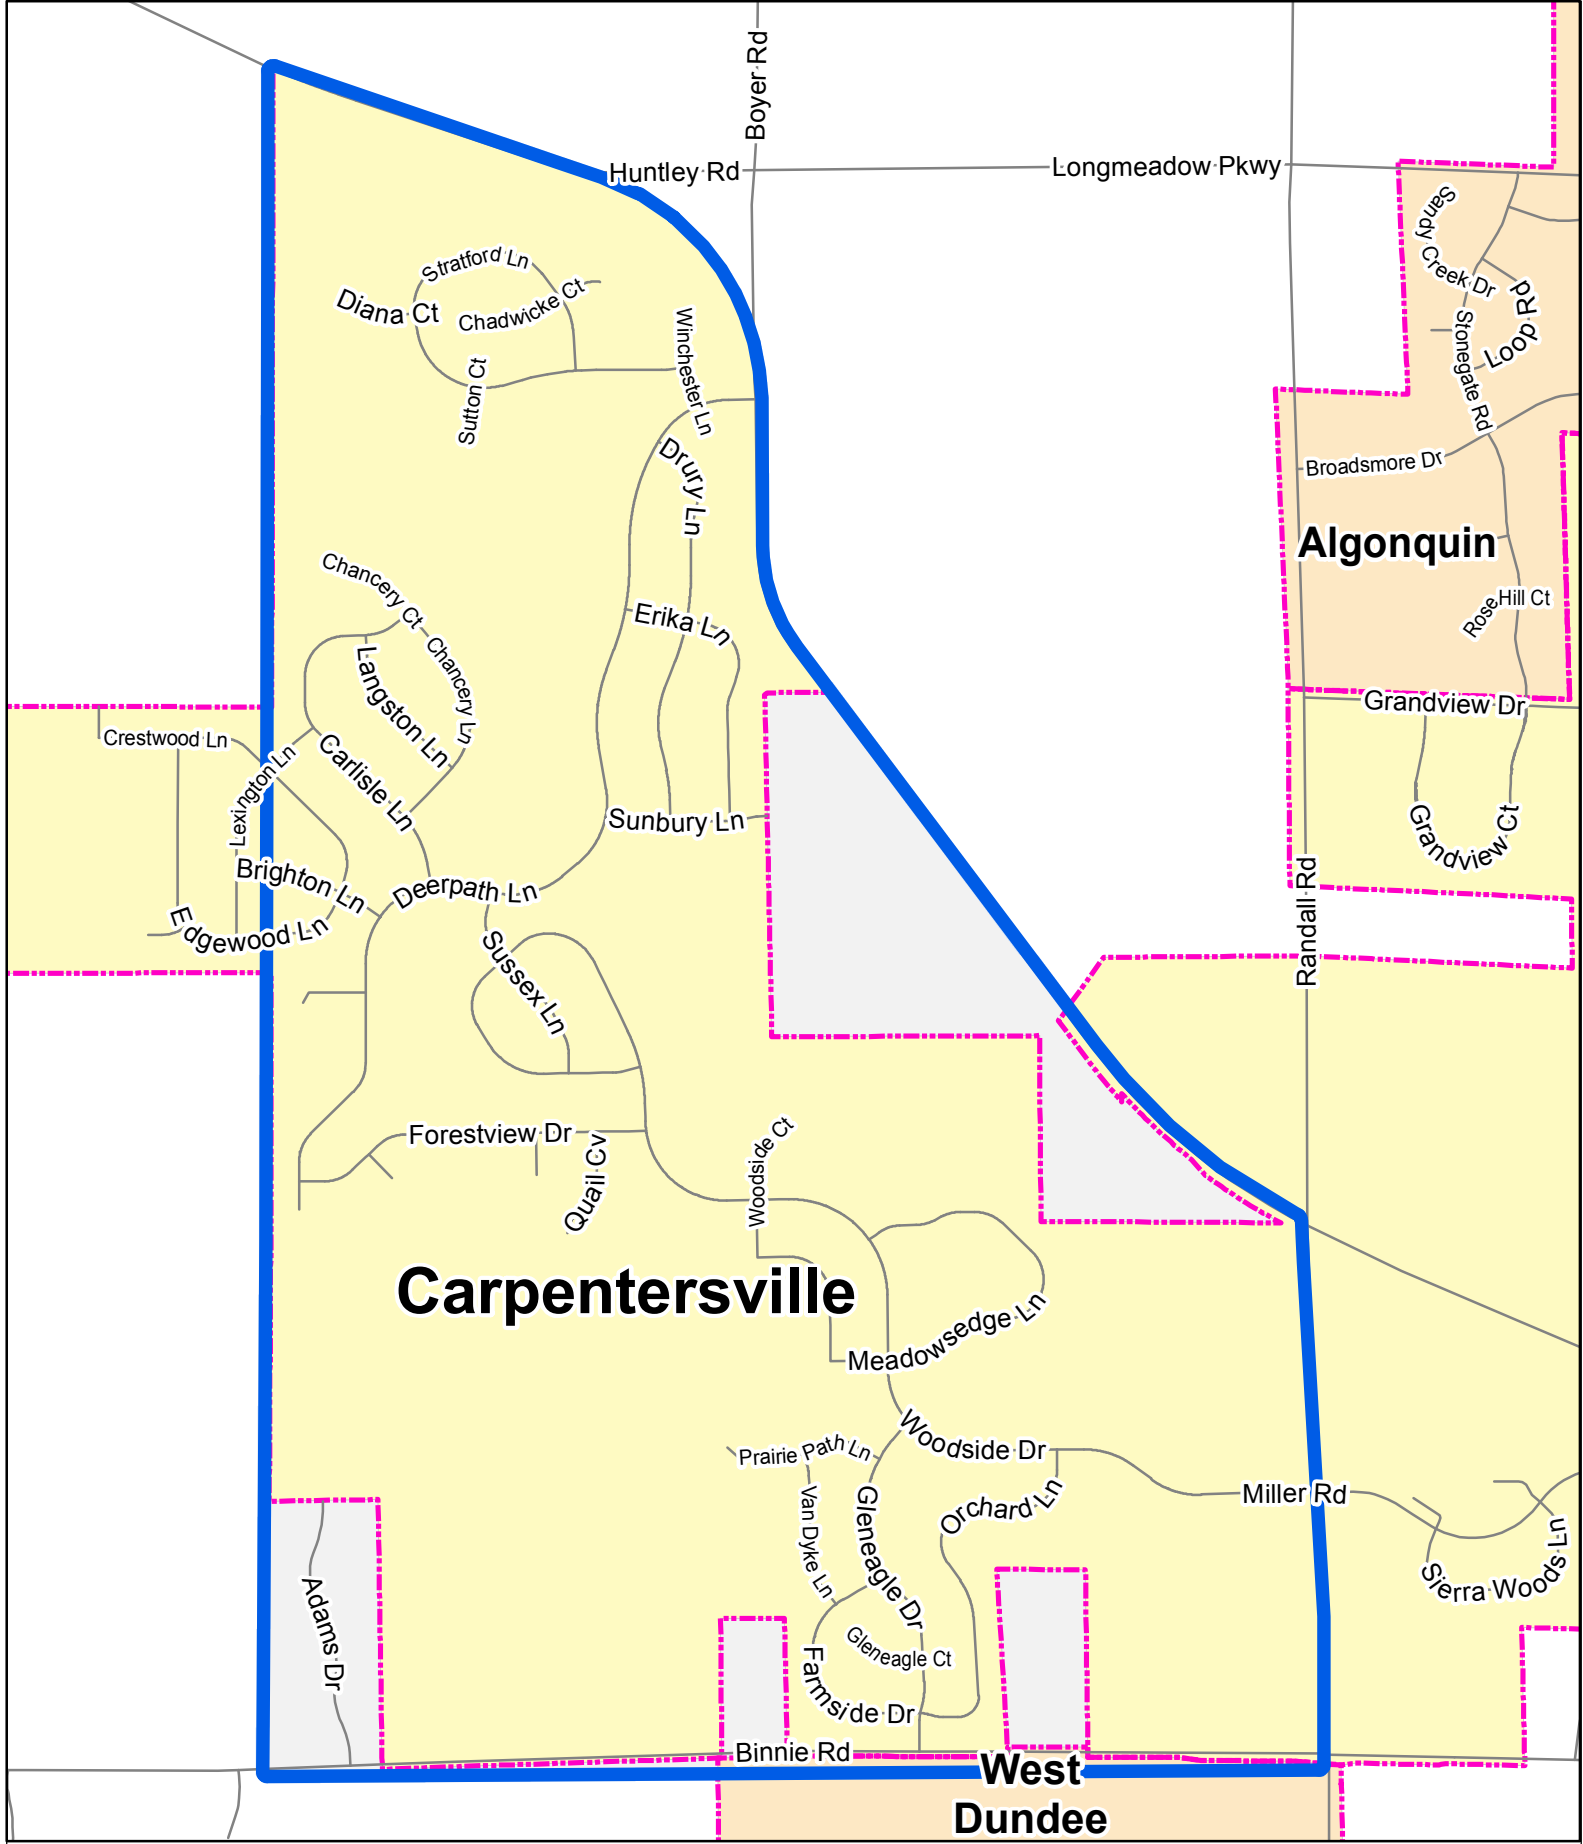 Boyer Rd
Huntley Rd
Longmeadow Pkwy
Sandy Creek Dr
Stratford Ln
Diana Ct
Chadwicke Ct
Loop Rd
Winchester Ln
Stonegate Rd
Sutton Ct
Drury Ln
Broadsmore Dr
Algonquin
Chancery Ct
Rose Hill Ct
Erika Ln
Chancery Ln
Langston Ln
Grandview Dr
Crestwood Ln
Lexington Ln
Carlisle Ln
Sunbury Ln
Grandview Ct
Brighton Ln
Deerpath Ln
Randall Rd
Edgewood Ln
Sussex Ln
Forestview Dr
Quail Cv
Woodside Ct
Carpentersville
Meadowsedge Ln
Woodside Dr
Prairie Path Ln
Miller Rd
Orchard Ln
Van Dyke Ln
Gleneagle Dr
Sierra Woods Ln
Adams Dr
Gleneagle Ct
Farmside Dr
Binnie Rd
West
Dundee